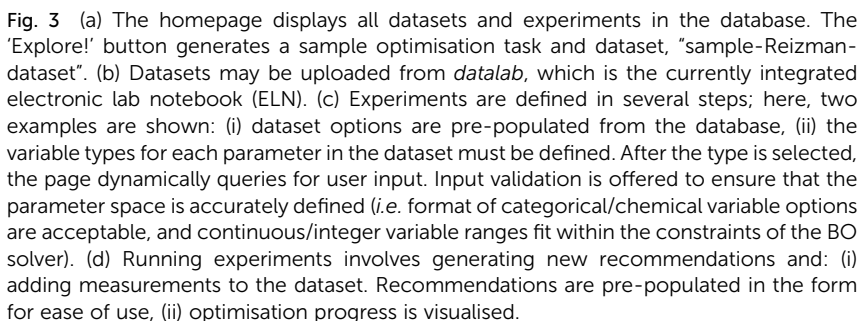 Fig. 3 (a) The homepage displays all datasets and experiments in the database. The
'Explore!' button generates a sample optimisation task and dataset, "sample-Reizman-
dataset". (b) Datasets may be uploaded from datalab, which is the currently integrated
electronic lab notebook (ELN). (c) Experiments are defined in several steps; here, two
examples are shown: (i) dataset options are pre-populated from the database, (ii) the
variable types for each parameter in the dataset must be defined. After the type is selected,
the page dynamically queries for user input. Input validation is offered to ensure that the
parameter space is accurately defined (i.e. format of categorical/chemical variable options
are acceptable, and continuous/integer variable ranges fit within the constraints of the BO
solver). (d) Running experiments involves generating new recommendations and: (i)
adding measurements to the dataset. Recommendations are pre-populated in the form
for ease of use, (ii) optimisation progress is visualised.